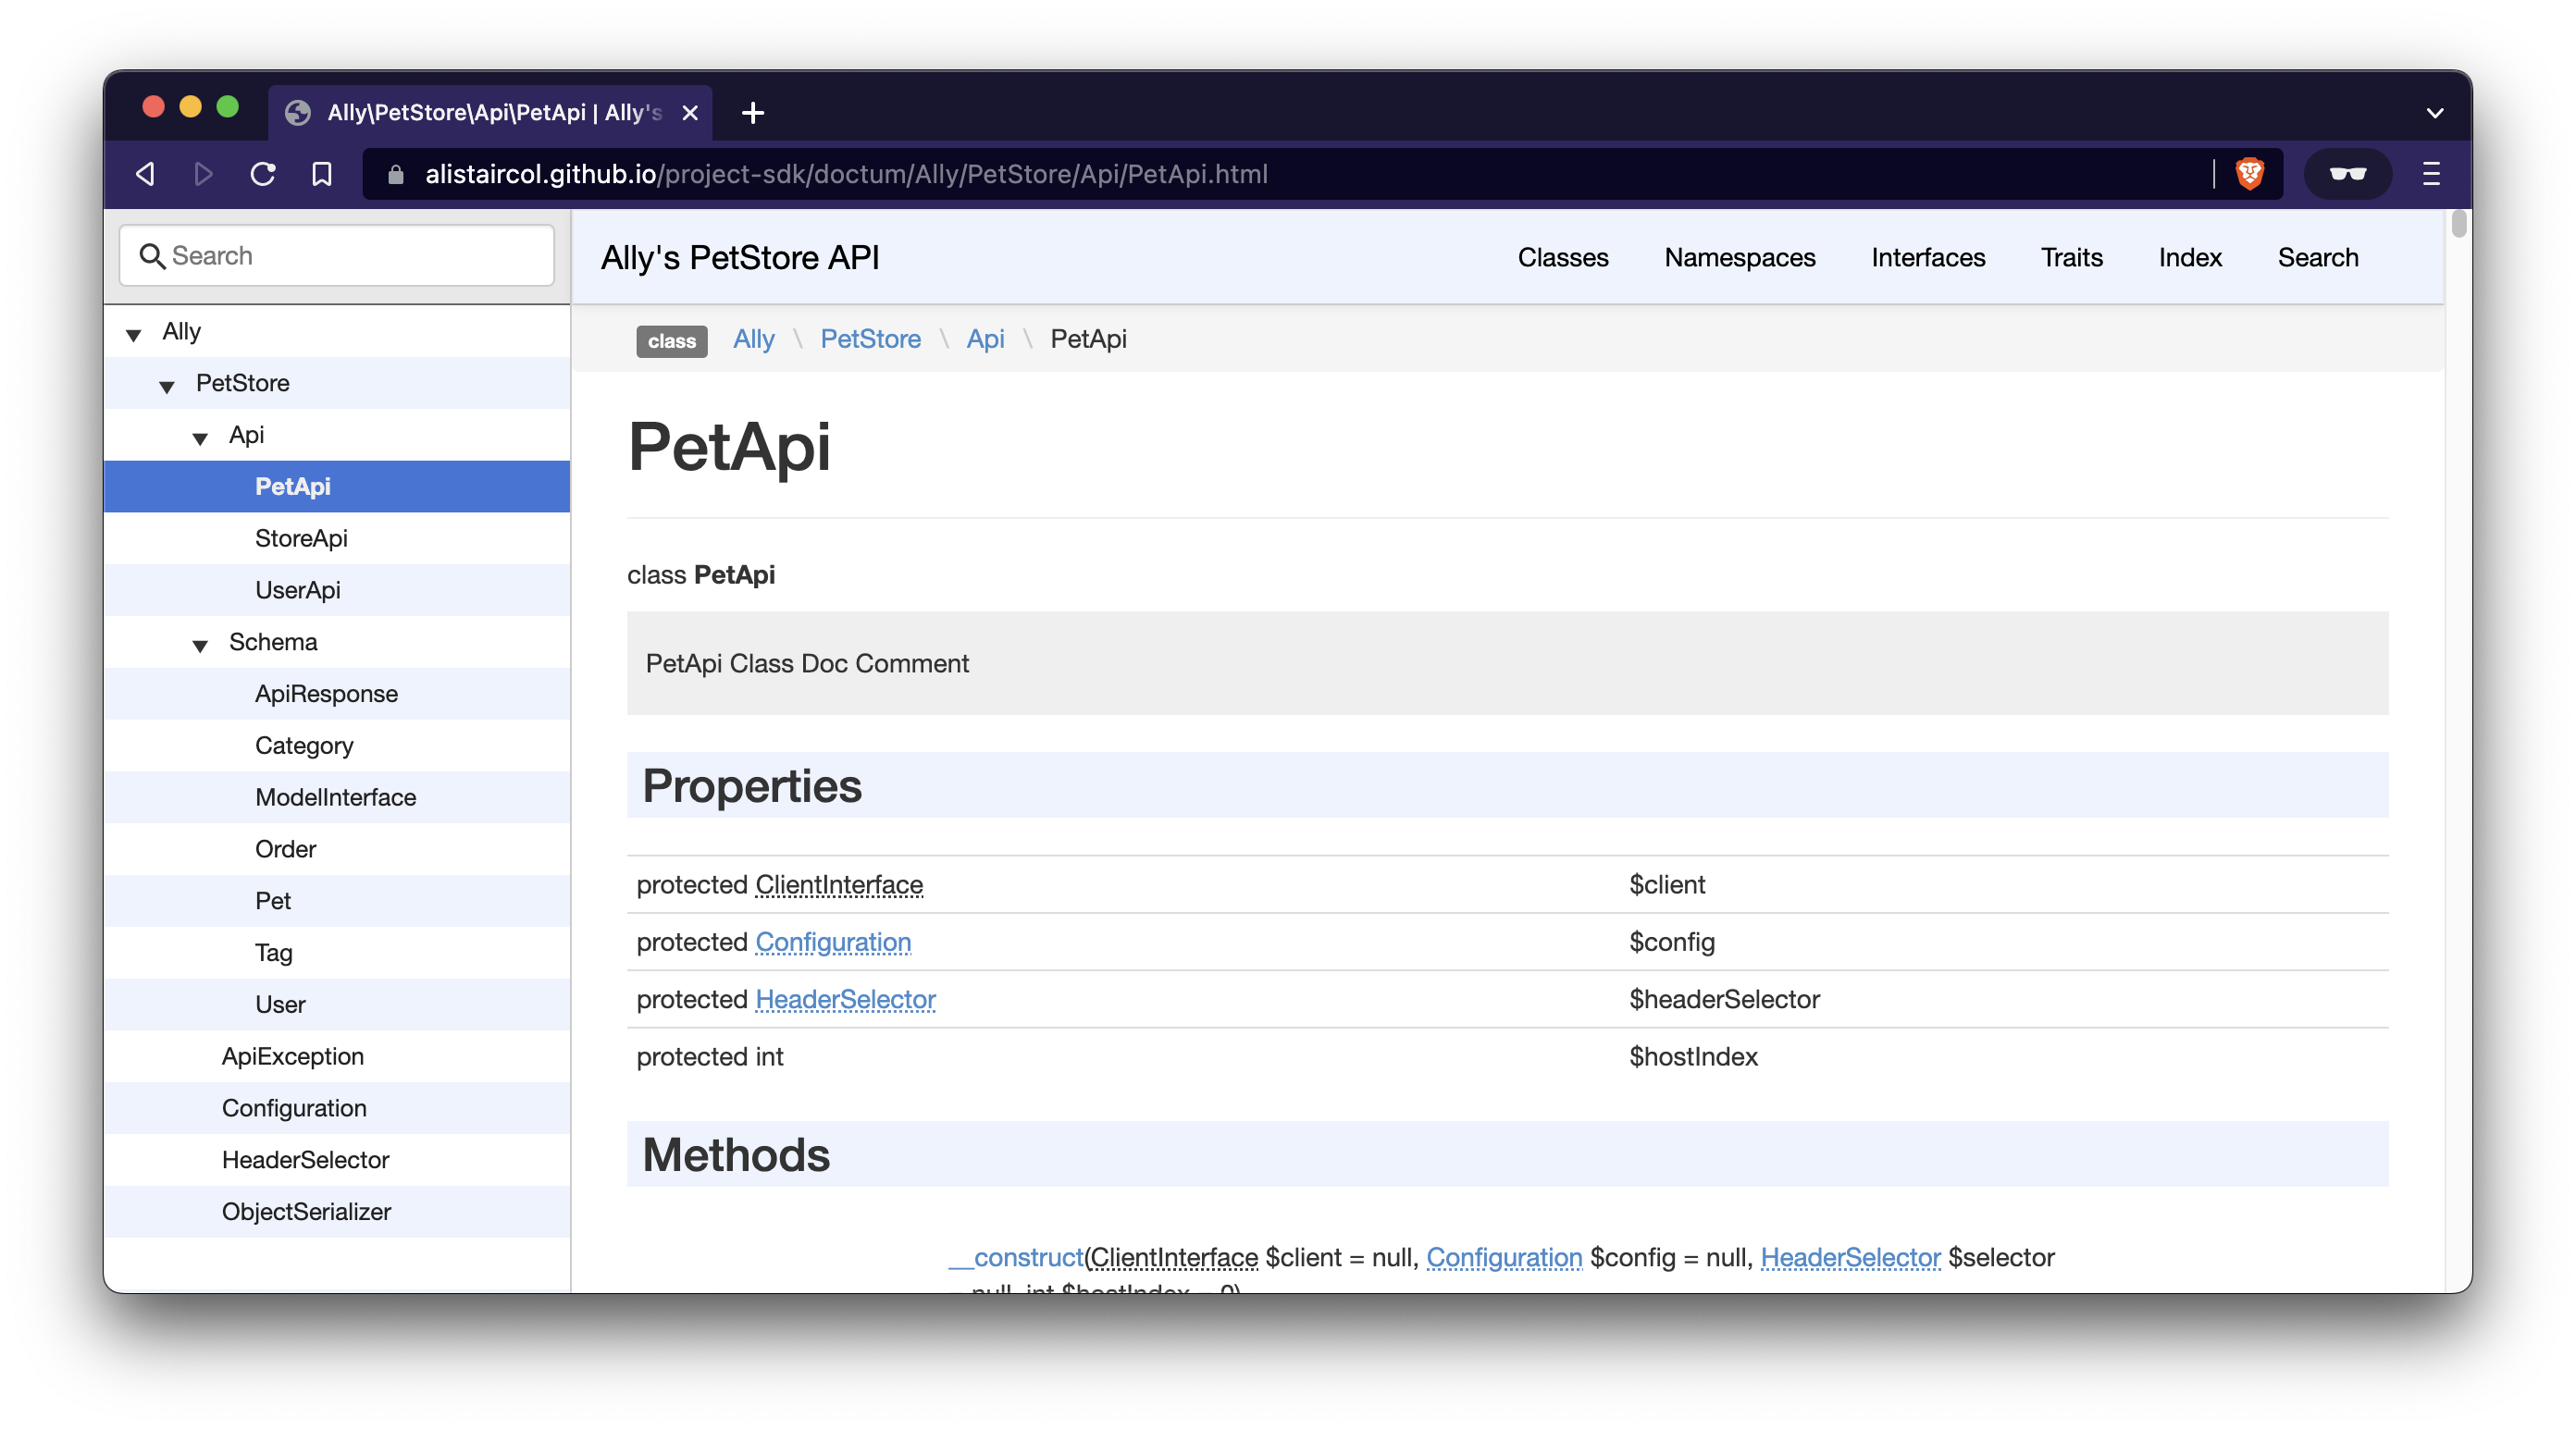 Ally\PetStore\Api\PetApi | Ally's
alistaircol.github.io/project-sdk/doctum/Ally/PetStore/Api/PetApi.html
Search
Ally's PetStore API
Classes Namespaces Interfaces Traits Index Search
Ally
PetStore
Api
PetApi
StoreApi
UserApi
Schema
ApiResponse
Category
ModelInterface
Order
Pet
Tag
User
ApiException
Configuration
HeaderSelector
ObjectSerializer
class Ally \ PetStore \ Api \ PetApi
PetApi
class PetApi
PetApi Class Doc Comment
Properties
protected ClientInterface $client
protected Configuration $config
protected HeaderSelector $headerSelector
protected int $hostIndex
Methods
__construct(ClientInterface $client = null, Configuration $config = null, HeaderSelector $selector
= null, int $hostIndex = 0)